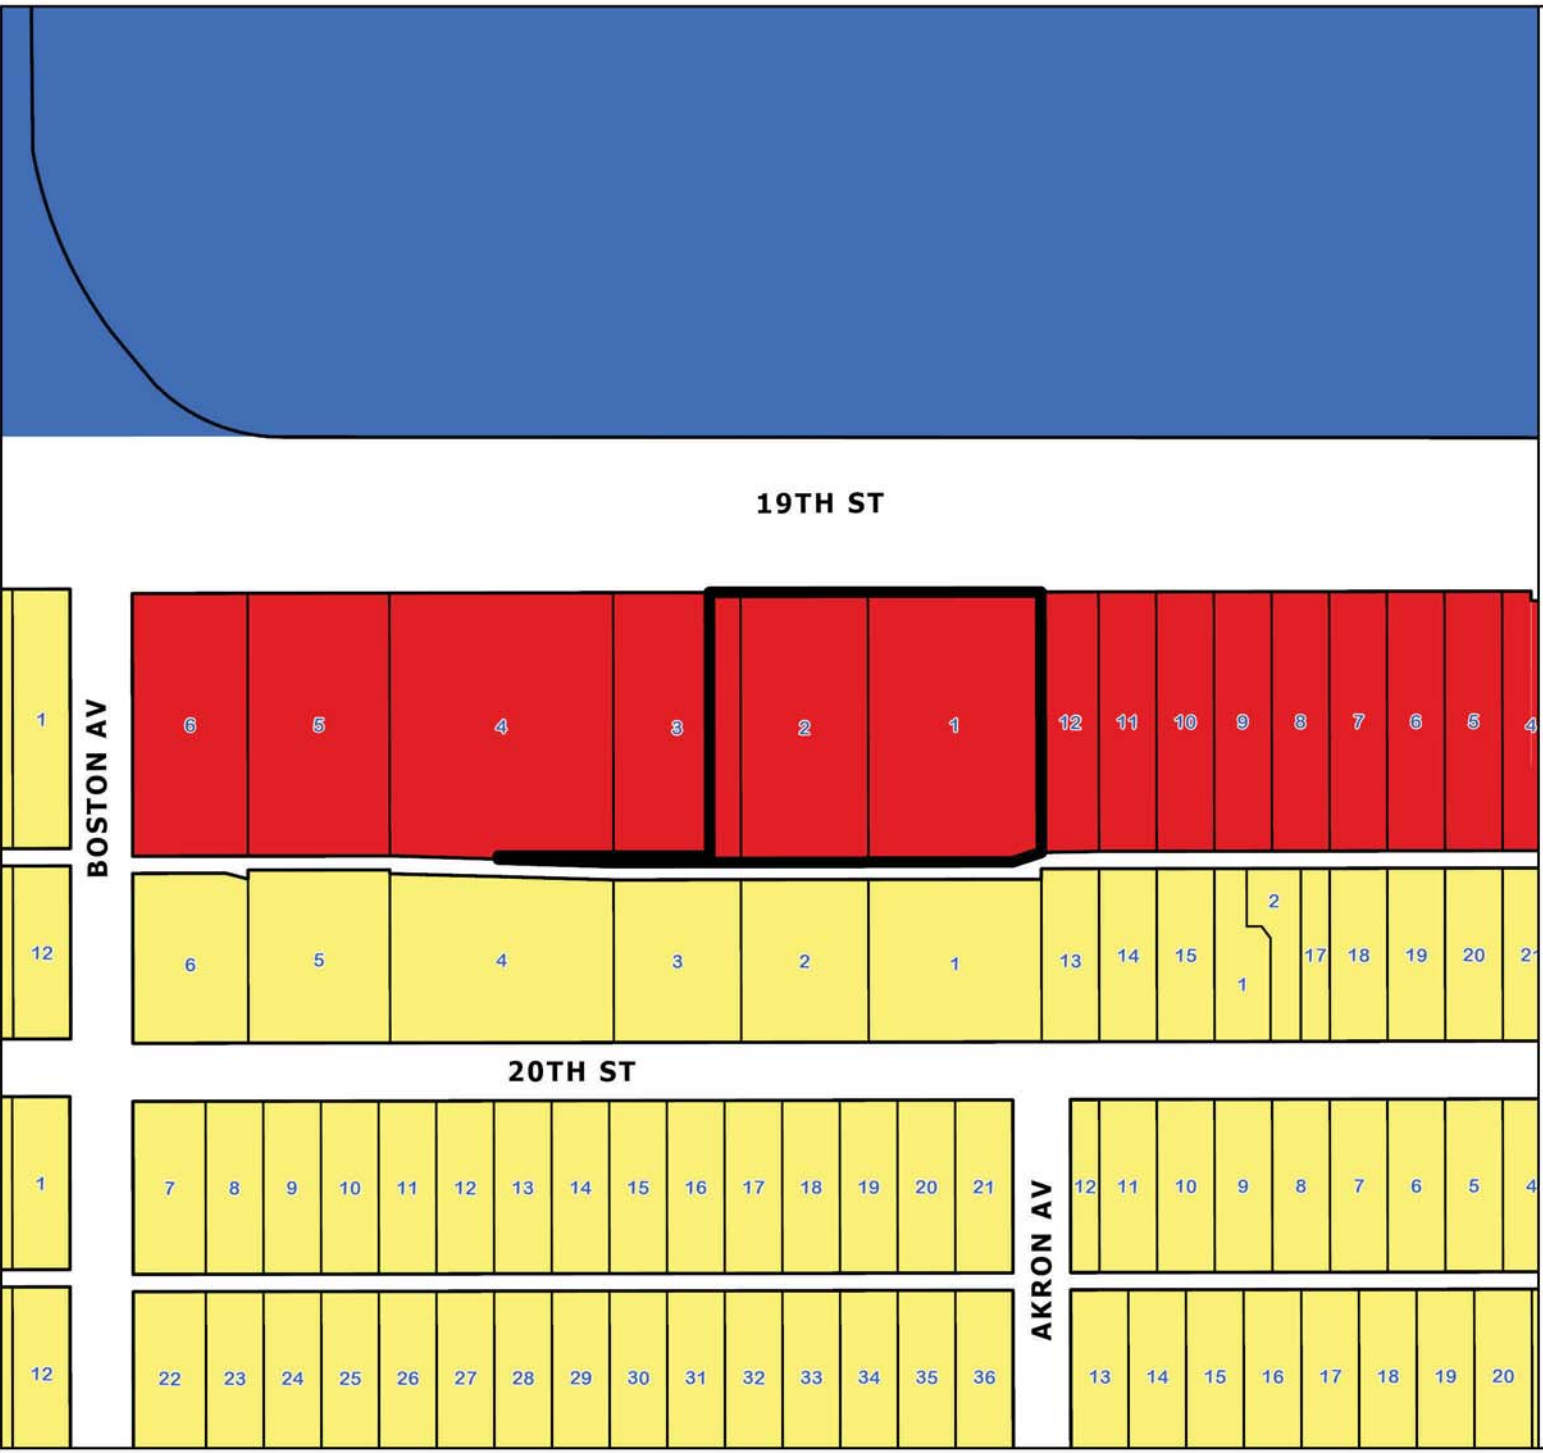 19TH ST
1
BOSTON AV
6 5 4 3 2 1 12 11 10 9 8 7 6 5 4
12
6 5 4 3 2 1 13 14 15 1 2 17 18 19 20 21
20TH ST
1
7 8 9 10 11 12 13 14 15 16 17 18 19 20 21
AKRON AV
12 11 10 9 8 7 6 5 4
12
22 23 24 25 26 27 28 29 30 31 32 33 34 35 36
13 14 15 16 17 18 19 20